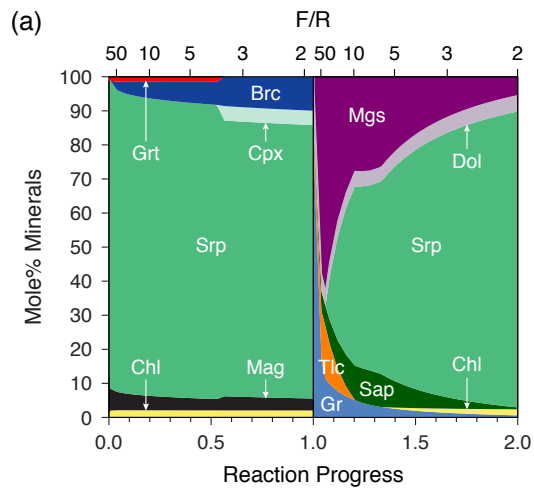 (a)
F/R
50 10 5 3 2 50 10 5 3 2
100
90
80
70
60
50
40
30
20
10
0
Mole% Minerals
Brc
Grt
Cpx
Srp
Chl
Mag
Mgs
Dol
Srp
Tlc
Sap
Chl
Gr
0.0 0.5 1.0 1.5 2.0
Reaction Progress